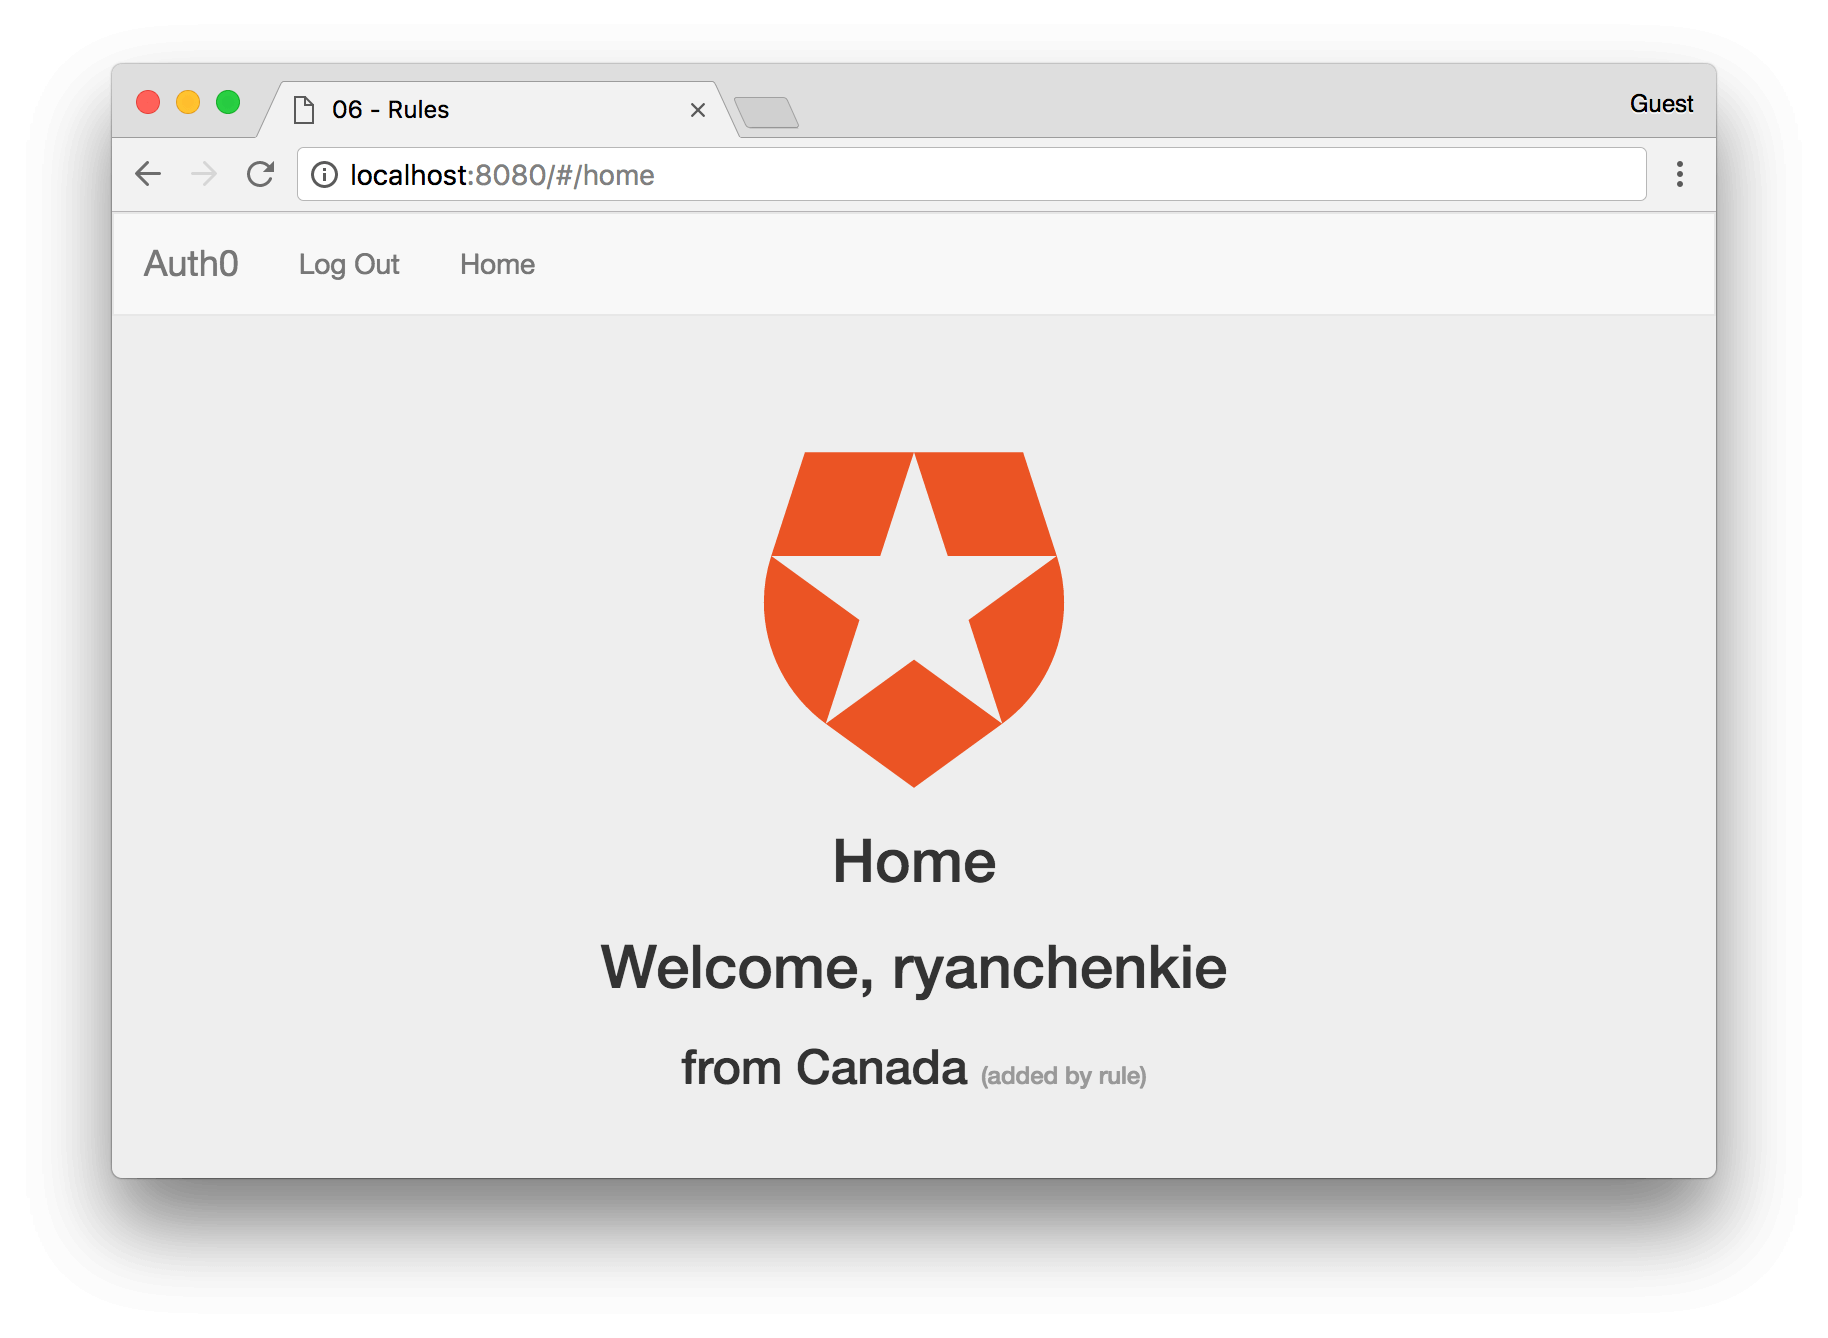 06 - Rules
Guest
localhost:8080/#/home
Auth0 Log Out Home
Home
Welcome, ryanchenkie
from Canada (added by rule)